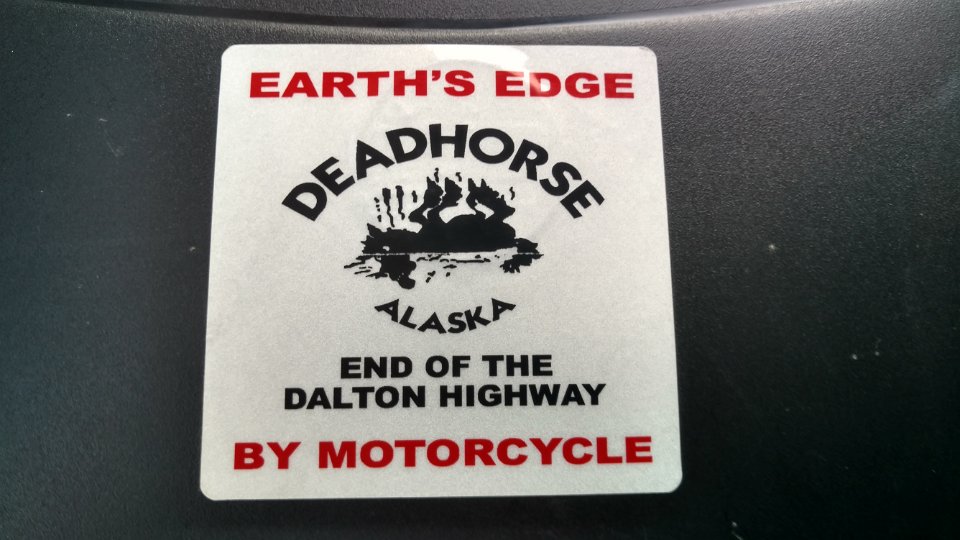 EARTH'S EDGE
DEADHORSE
ALASKA
END OF THE
DALTON HIGHWAY
BY MOTORCYCLE